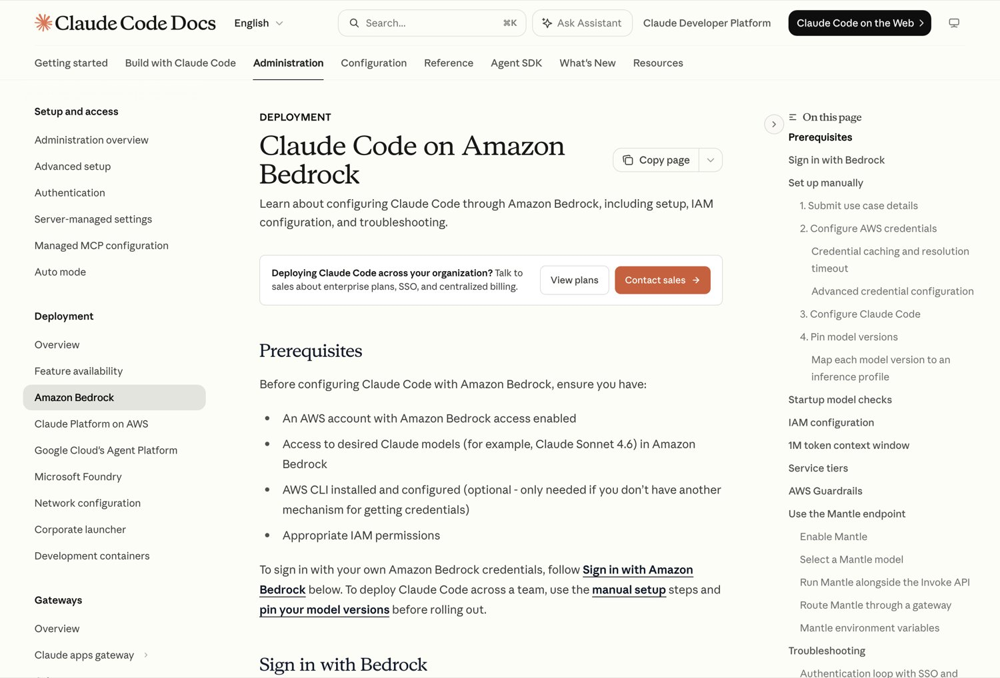 Claude Code Docs
English
Search...
⌘K
Ask Assistant
Claude Developer Platform
Claude Code on the Web
Getting started
Build with Claude Code
Administration
Configuration
Reference
Agent SDK
What's New
Resources
Setup and access
Administration overview
Advanced setup
Authentication
Server-managed settings
Managed MCP configuration
Auto mode
Deployment
Overview
Feature availability
Amazon Bedrock
Claude Platform on AWS
Google Cloud's Agent Platform
Microsoft Foundry
Network configuration
Corporate launcher
Development containers
Gateways
Overview
Claude apps gateway
DEPLOYMENT
Claude Code on Amazon
Bedrock
Copy page
Learn about configuring Claude Code through Amazon Bedrock, including setup, IAM
configuration, and troubleshooting.
Deploying Claude Code across your organization? Talk to
sales about enterprise plans, SSO, and centralized billing.
View plans
Contact sales
Prerequisites
Before configuring Claude Code with Amazon Bedrock, ensure you have:
• An AWS account with Amazon Bedrock access enabled
• Access to desired Claude models (for example, Claude Sonnet 4.6) in Amazon
Bedrock
• AWS CLI installed and configured (optional - only needed if you don’t have another
mechanism for getting credentials)
• Appropriate IAM permissions
To sign in with your own Amazon Bedrock credentials, follow Sign in with Amazon
Bedrock below. To deploy Claude Code across a team, use the manual setup steps and
pin your model versions before rolling out.
Sign in with Bedrock
On this page
Prerequisites
Sign in with Bedrock
Set up manually
1. Submit use case details
2. Configure AWS credentials
Credential caching and resolution
timeout
Advanced credential configuration
3. Configure Claude Code
4. Pin model versions
Map each model version to an
inference profile
Startup model checks
IAM configuration
1M token context window
Service tiers
AWS Guardrails
Use the Mantle endpoint
Enable Mantle
Select a Mantle model
Run Mantle alongside the Invoke API
Route Mantle through a gateway
Mantle environment variables
Troubleshooting
Authentication loop with SSO and